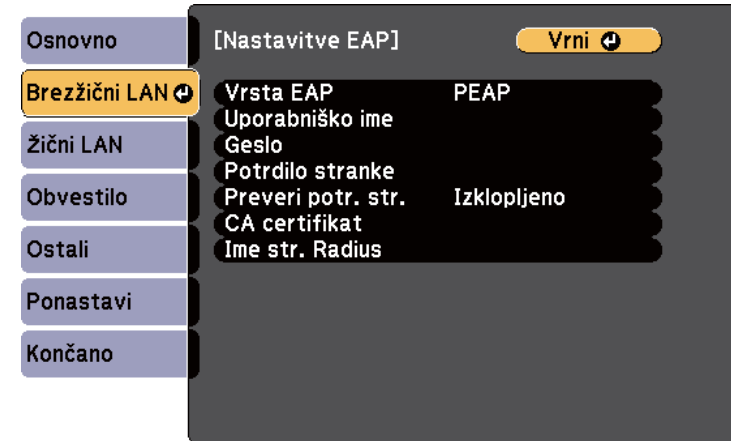 Osnovno
Brezžični LAN
Žični LAN
Obvestilo
Ostali
Ponastavi
Končano
[Nastavitve EAP] Vrni
Vrsta EAP PEAP
Uporabniško ime
Geslo
Potrdilo stranke
Preveri potr. str. Izklopljeno
CA certifikat
Ime str. Radius